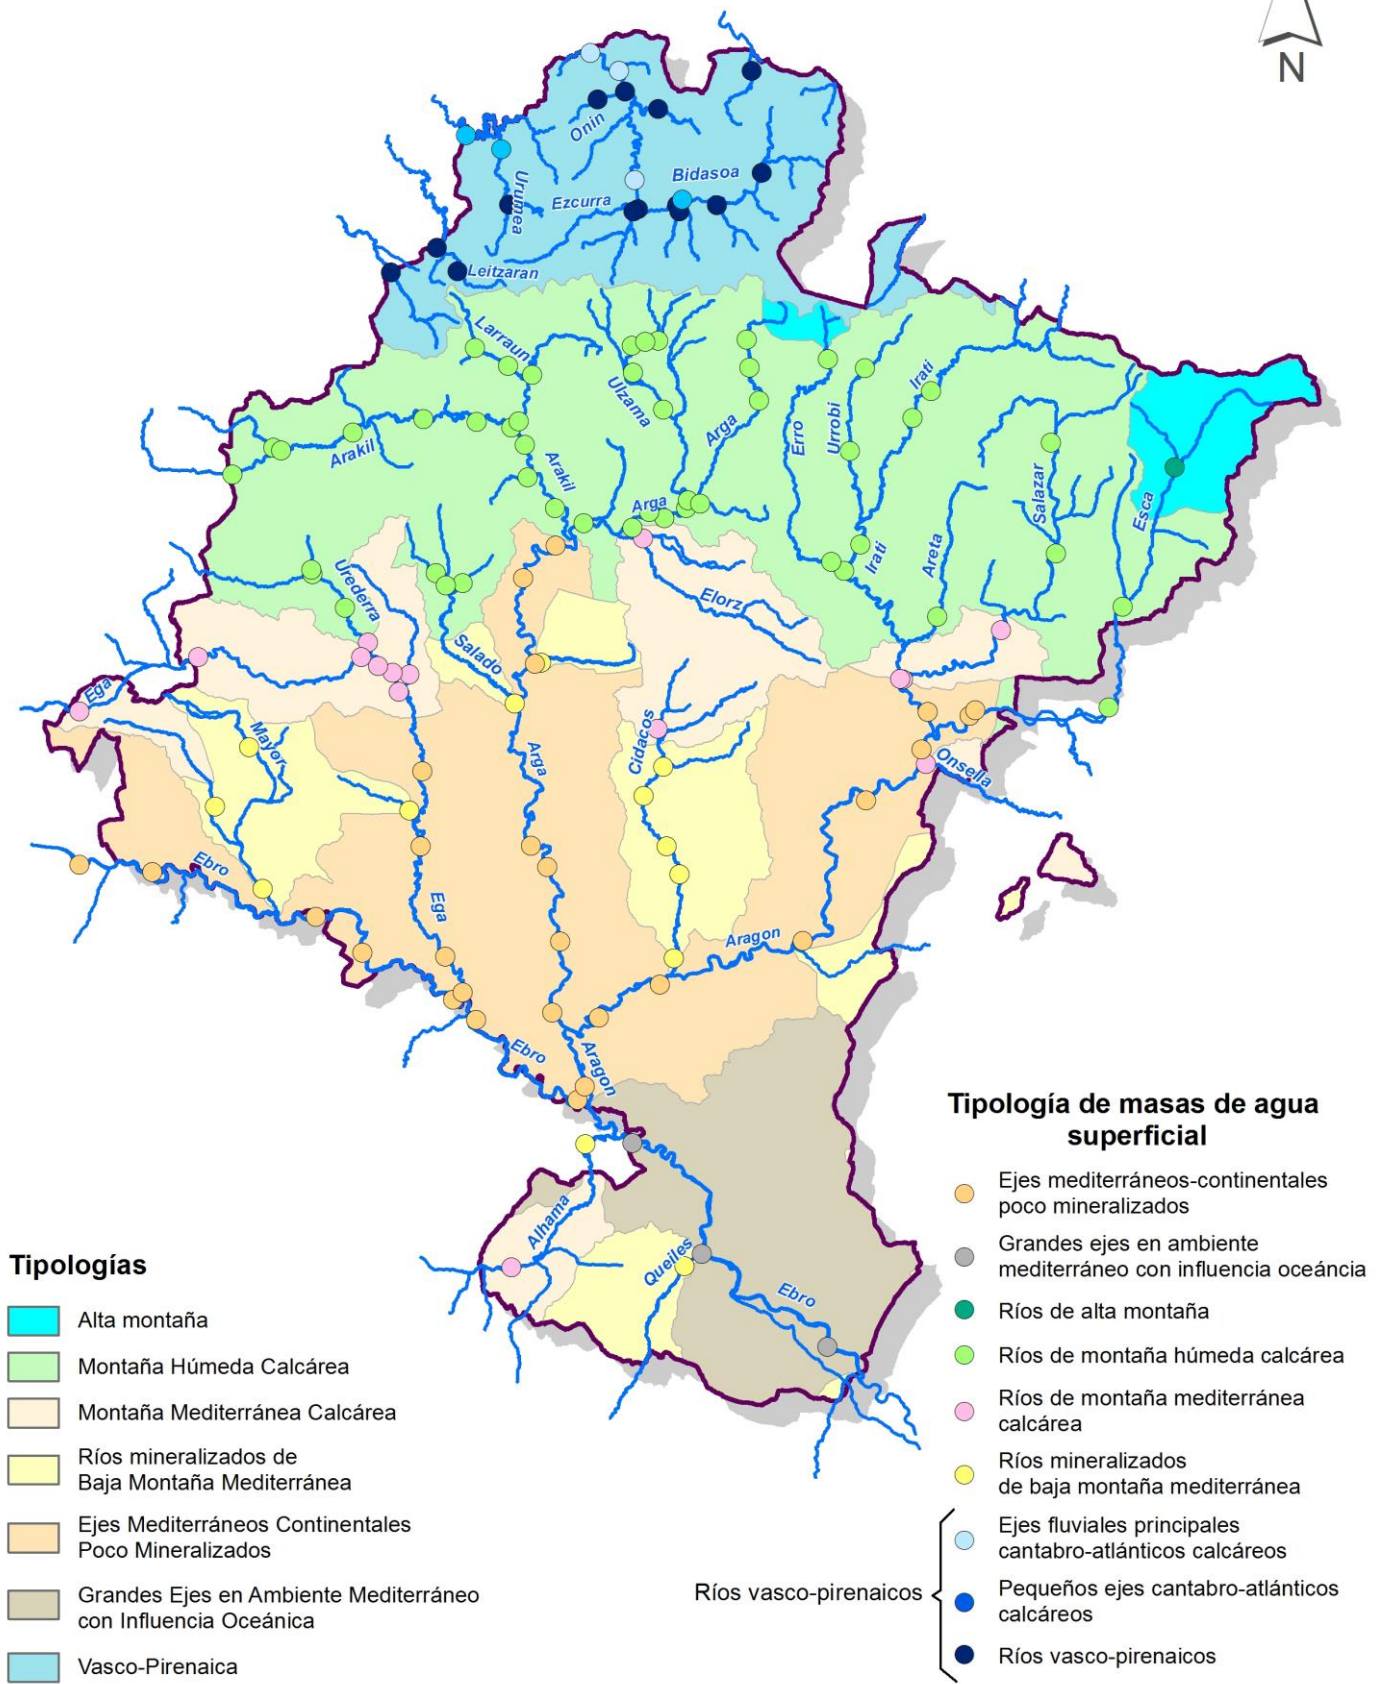 N
Onin
Bidasoa
Urumea
Ezcurra
Leitzaran
Larraun
Ulzama
Irati
Arga
Erro
Urrobi
Arakil
Arakil
Salazar
Esca
Arga
Irati
Areta
Urederra
Elorz
Salado
Ega
Mayor
Cidacos
Arga
Onsella
Ebro
Ega
Aragon
Ebro
Aragon
Alhama
Queiles
Ebro
Tipologías
Alta montaña
Montaña Húmeda Calcárea
Montaña Mediterránea Calcárea
Ríos mineralizados de
Baja Montaña Mediterránea
Ejes Mediterráneos Continentales
Poco Mineralizados
Grandes Ejes en Ambiente Mediterráneo
con Influencia Oceánica
Vasco-Pirenaica
Tipología de masas de agua
superficial
Ejes mediterráneos-continentales
poco mineralizados
Grandes ejes en ambiente
mediterráneo con influencia oceáncia
Ríos de alta montaña
Ríos de montaña húmeda calcárea
Ríos de montaña mediterránea
calcárea
Ríos mineralizados
de baja montaña mediterránea
Ríos vasco-pirenaicos
Ejes fluviales principales
cantabro-atlánticos calcáreos
Pequeños ejes cantabro-atlánticos
calcáreos
Ríos vasco-pirenaicos